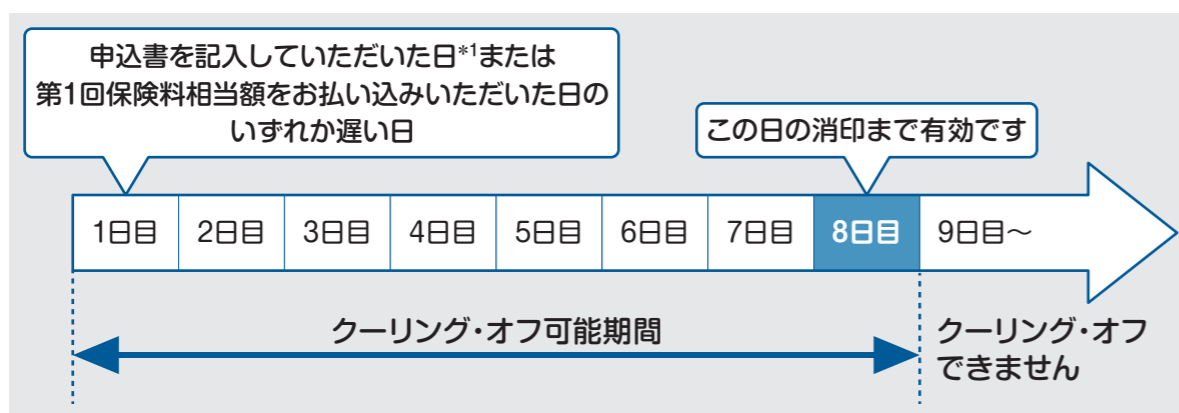 申込書を記入していただいた日*1または
第1回保険料相当額をお払い込みいただいた日の
いずれか遅い日
この日の消印まで有効です
1日目 2日目 3日目 4日目 5日目 6日目 7日目 8日目 9日目～
クーリング・オフ可能期間
クーリング・オフ
できません